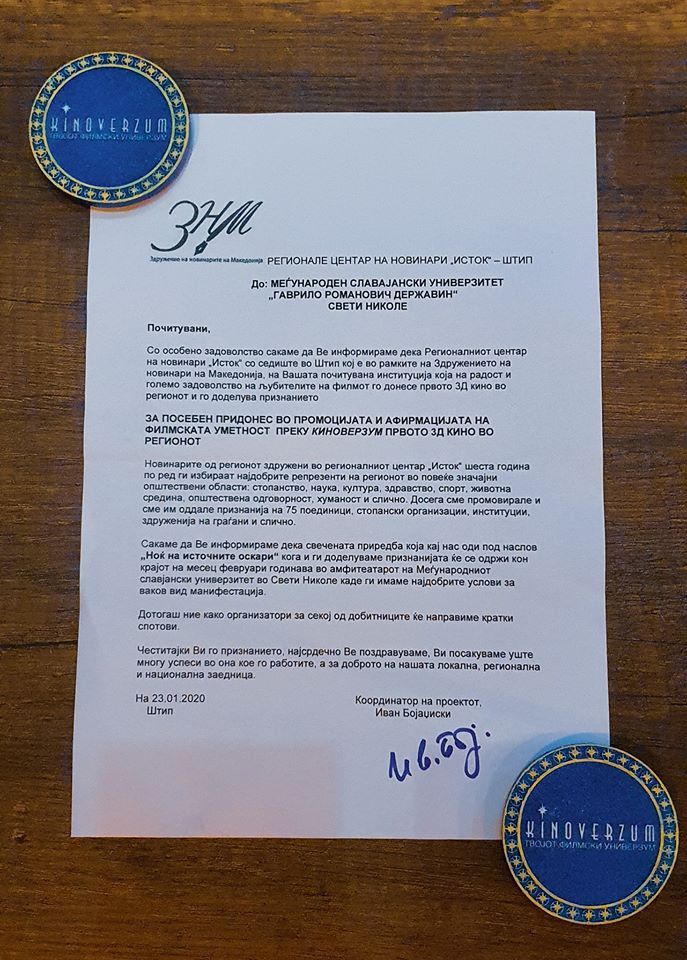 KINOVERZUM
ТВОЈОТ ФИЛМСКИ УНИВЕРЗУМ
ЗНМ
Здружение на новинарите на Македонија
РЕГИОНАЛЕ ЦЕНТАР НА НОВИНАРИ „ИСТОК“ – ШТИП
До: МЕЃУНАРОДЕН СЛАВАЈАНСКИ УНИВЕРЗИТЕТ
„ГАВРИЛО РОМАНОВИЧ ДЕРЖАВИН“
СВЕТИ НИКОЛЕ
Почитувани,
Со особено задоволство сакаме да Ве информираме дека Регионалниот центар
на новинари „Исток“ со седиште во Штип кој е во рамките на Здружението на
новинари на Македонија, на Вашата почитувана институција која на радост и
големо задоволство на љубителите на филмот го донесе првото 3Д кино во
регионот и го доделува признанието
ЗА ПОСЕБЕН ПРИДОНЕС ВО ПРОМОЦИЈАТА И АФИРМАЦИЈАТА НА
ФИЛМСКАТА УМЕТНОСТ ПРЕКУ КИНОВЕРЗУМ ПРВОТО 3Д КИНО ВО
РЕГИОНОТ
Новинарите од регионот здружени во регионалниот центар „Исток“ шеста година
по ред ги избираат најдобрите репрезенти на регионот во повеќе значајни
општествени области: стопанство, наука, култура, здравство, спорт, животна
средина, општествена одговорност, хуманост и слично. Досега сме промовирале и
сме им оддале признанија на 75 поединици, стопански организации, институции,
здруженија на граѓани и слично.
Сакаме да Ве информираме дека свечената приредба која кај нас оди под наслов
„Ноќ на источните оскари“ кога и ги доделуваме признанијата ќе се одржи кон
крајот на месец февруари годинава во амфитеатарот на Меѓународниот
славјански универзитет во Свети Николе каде ги имаме најдобрите услови за
ваков вид манифестација.
Дотогаш ние како организатори за секој од добитниците ќе направиме кратки
спотови.
Честитајки Ви го признанието, најсрдечно Ве поздравуваме, Ви посакуваме уште
многу успеси во она кое го работите, а за доброто на нашата локална, регионална
и национална заедница.
На 23.01.2020
Штип
Координатор на проектот,
Иван Бојаџиски
Ив.Бој.
KINOVERZUM
ТВОЈОТ ФИЛМСКИ УНИВЕРЗУМ